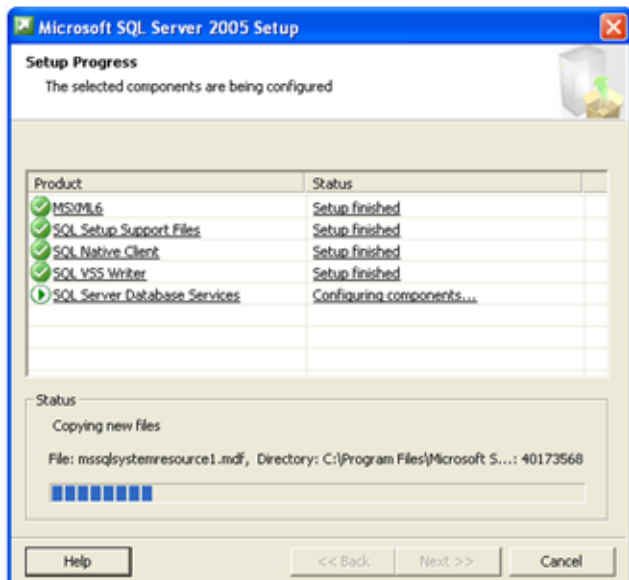 Microsoft SQL Server 2005 Setup
Setup Progress
The selected components are being configured
Product Status
MSXML6 Setup finished
SQL Setup Support Files Setup finished
SQL Native Client Setup finished
SQL VSS Writer Setup finished
SQL Server Database Services Configuring components...
Status
Copying new files
File: mssqlsystemresource1.mdf, Directory: C:\Program Files\Microsoft S...: 40173568
Help << Back Next >> Cancel